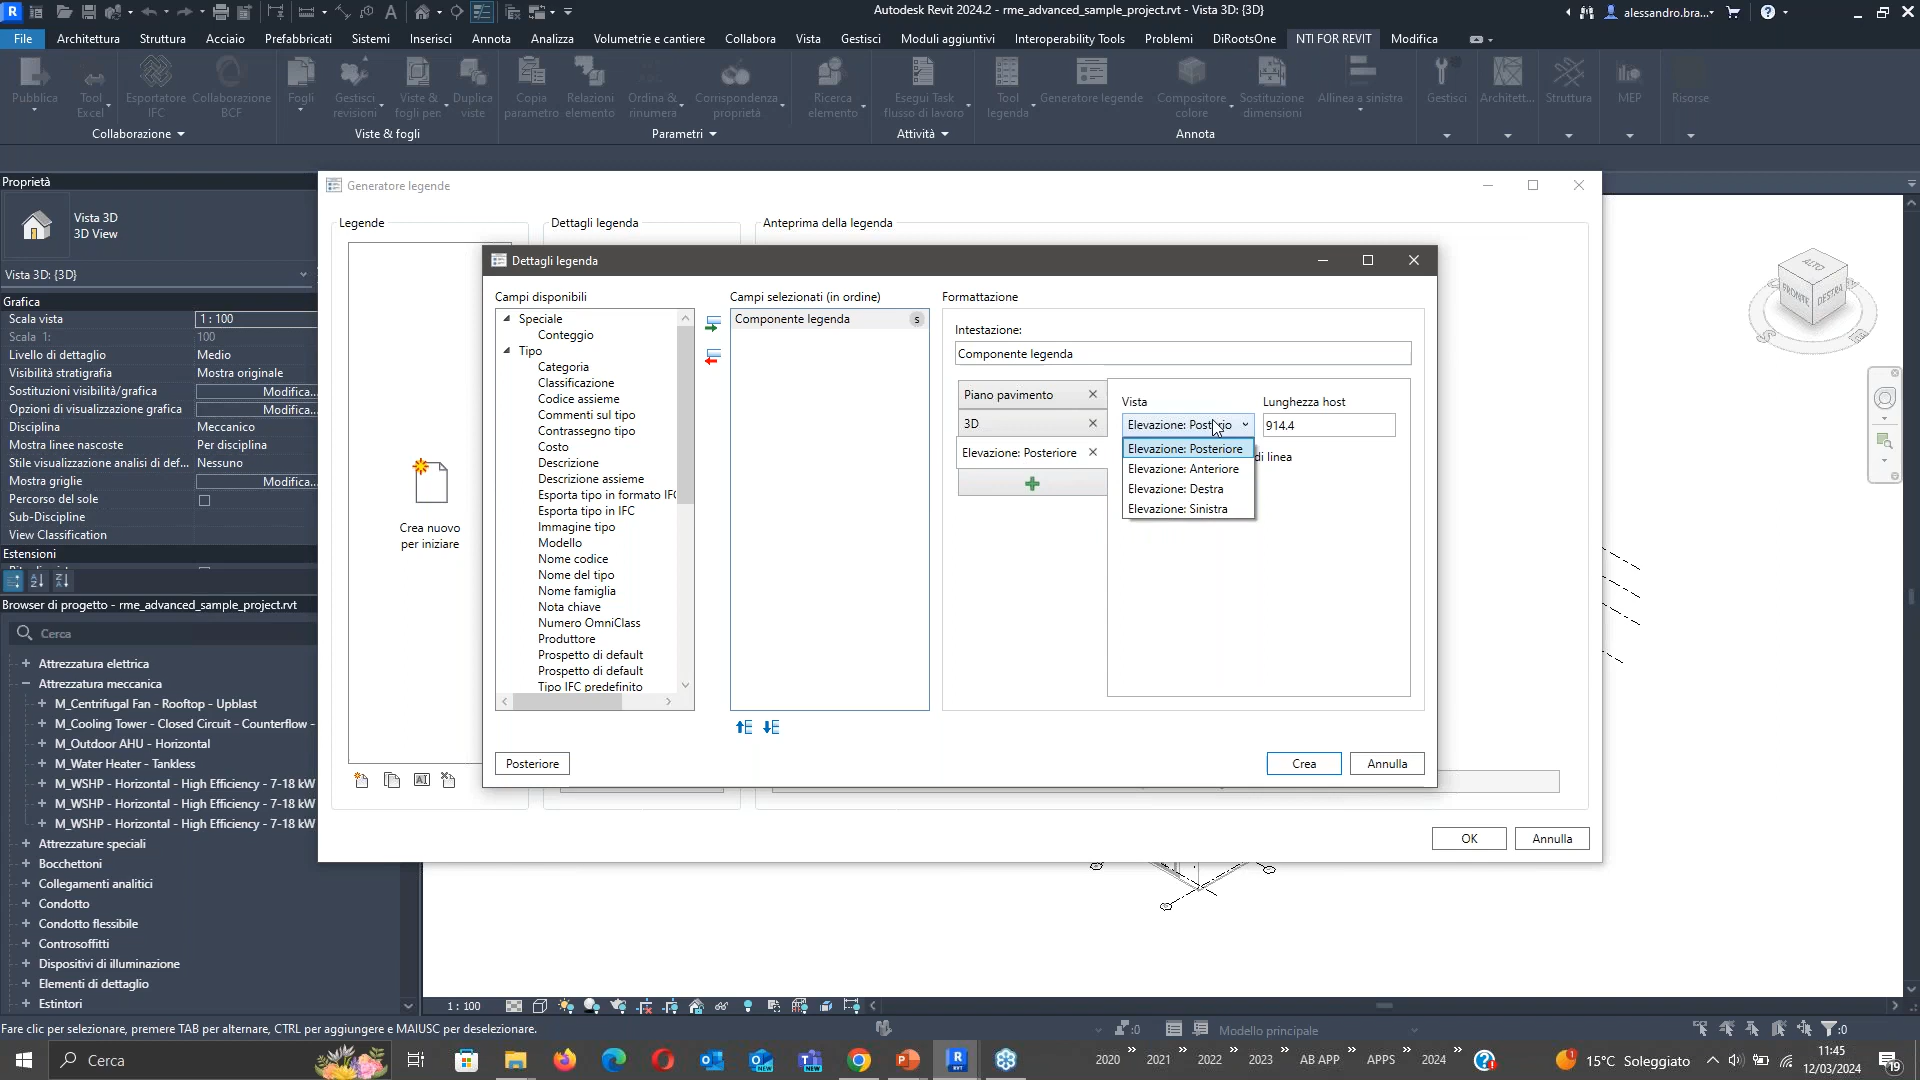 Autodesk Revit 2024.2 - rme_advanced_sample_project.rvt - Vista 3D: {3D}
alessandro.bra...
File Architettura Struttura Acciaio Prefabbricati Sistemi Inserisci Annota Analizza Volumetrie e cantiere Collabora Vista Gestisci Moduli aggiuntivi Interoperability Tools Problemi DiRootsOne NTI FOR REVIT Modifica
Pubblica
Tool Excel
Esportatore IFC
Collaborazione BCF
Fogli
Gestisci revisioni
Viste & fogli per
Duplica viste
Copia parametro
Relazioni elemento
Ordina & rinumera
Corrispondenza proprietà
Ricerca elemento
Esegui Task flusso di lavoro
Tool legenda
Generatore legende
Compositore colore
Sostituzione dimensioni
Allinea a sinistra
Gestisci
Architett...
Struttura
MEP
Risorse
Collaborazione
Viste & fogli
Parametri
Attività
Annota
Proprietà
Vista 3D
3D View
Vista 3D: {3D}
Grafica
Scala vista 1 : 100
Scala 1: 100
Livello di dettaglio Medio
Visibilità stratigrafia Mostra originale
Sostituzioni visibilità/grafica Modifica...
Opzioni di visualizzazione grafica Modifica...
Disciplina Meccanico
Mostra linee nascoste Per disciplina
Stile visualizzazione analisi di def... Nessuno
Mostra griglie Modifica...
Percorso del sole
Sub-Discipline
View Classification
Estensioni
Browser di progetto - rme_advanced_sample_project.rvt
Cerca
Attrezzatura elettrica
Attrezzatura meccanica
M_Centrifugal Fan - Rooftop - Upblast
M_Cooling Tower - Closed Circuit - Counterflow -
M_Outdoor AHU - Horizontal
M_Water Heater - Tankless
M_WSHP - Horizontal - High Efficiency - 7-18 kW
M_WSHP - Horizontal - High Efficiency - 7-18 kW
M_WSHP - Horizontal - High Efficiency - 7-18 kW
Attrezzature speciali
Bocchettoni
Collegamenti analitici
Condotto
Condotto flessibile
Controsoffitti
Dispositivi di illuminazione
Elementi di dettaglio
Estintori
Generatore legende
Legende
Dettagli legenda
Anteprima della legenda
Crea nuovo
per iniziare
OK Annulla
Dettagli legenda
Campi disponibili
Speciale
Conteggio
Tipo
Categoria
Classificazione
Codice assieme
Commenti sul tipo
Contrassegno tipo
Costo
Descrizione
Descrizione assieme
Esporta tipo in formato IF
Esporta tipo in IFC
Immagine tipo
Modello
Nome codice
Nome del tipo
Nome famiglia
Nota chiave
Numero OmniClass
Produttore
Prospetto di default
Prospetto di default
Tipo IFC predefinito
Campi selezionati (in ordine)
Componente legenda s
Formattazione
Intestazione:
Componente legenda
Piano pavimento
3D
Elevazione: Posteriore
Vista Lunghezza host
Elevazione: Post 914.4
di linea
Elevazione: Posteriore
Elevazione: Anteriore
Elevazione: Destra
Elevazione: Sinistra
Posteriore
Crea Annulla
ALTO
FRONTE
DESTRA
1 : 100
Fare clic per selezionare, premere TAB per alternare, CTRL per aggiungere e MAIUSC per deselezionare.
:0
Modello principale
:0
Cerca
2020 2021 2022 2023 AB APP APPS 2024
15°C Soleggiato
11:45
12/03/2024
19